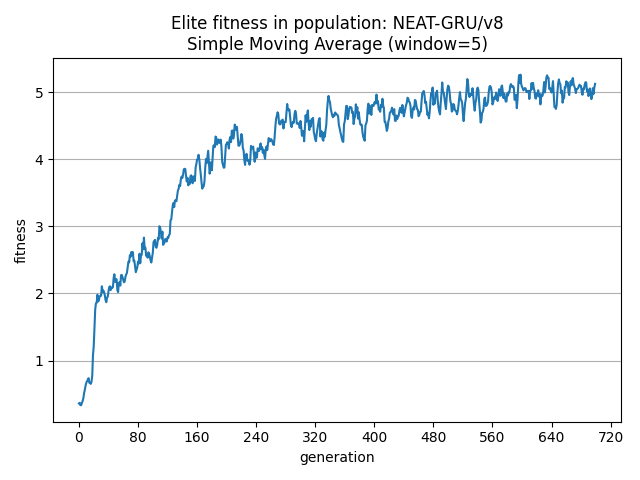 Elite fitness in population: NEAT-GRU/v8
Simple Moving Average (window=5)
fitness
5
4
3
2
1
0 80 160 240 320 400 480 560 640 720
generation